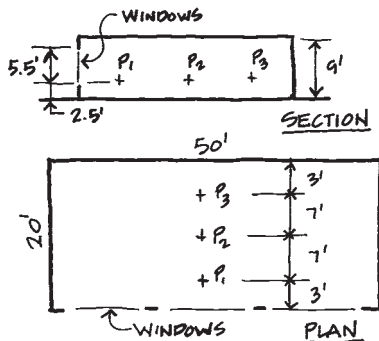 WINDOWS
5.5'
P1
P2
P3
9'
2.5'
SECTION
50'
20'
P3
3'
7'
P2
7'
P1
3'
WINDOWS
PLAN